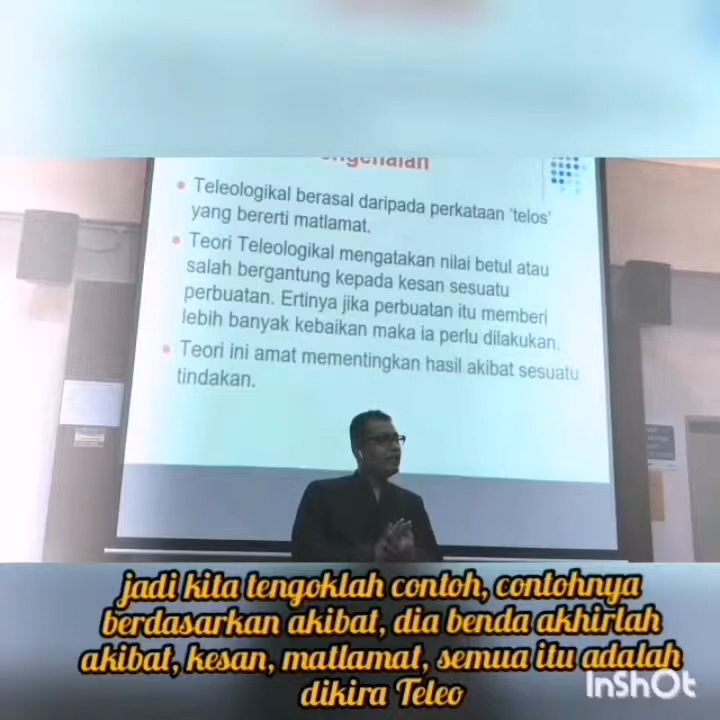 Teleologikal berasal daripada perkataan 'telos'
yang bererti matlamat.
Teori Teleologikal mengatakan nilai betul atau
salah bergantung kepada kesan sesuatu
perbuatan. Ertinya jika perbuatan itu memberi
lebih banyak kebaikan maka ia perlu dilakukan.
Teori ini amat mementingkan hasil akibat sesuatu
tindakan.
jadi kita tengoklah contoh, contohnya
berdasarkan akibat, dia benda akhirlah
akibat, kesan, matlamat, semua itu adalah
dikira Teleo
InShOt